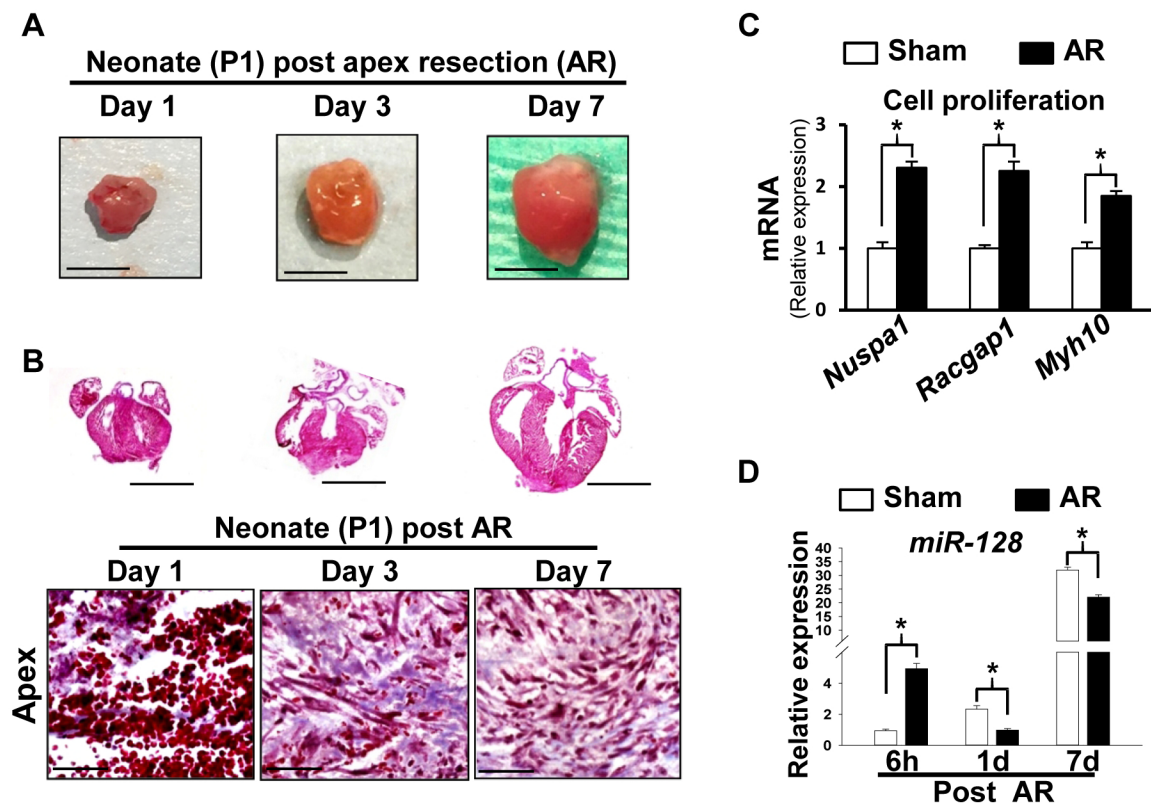 A
Neonate (P1) post apex resection (AR)
Day 1 Day 3 Day 7
B
Neonate (P1) post AR
Day 1 Day 3 Day 7
Apex
C
Sham AR
Cell proliferation
mRNA
(Relative expression)
3
2
1
0
* * *
Nuspa1 Racgap1 Myh10
D
Sham AR
miR-128
Relative expression
40
35
30
25
20
15
10
4
2
0
* * *
6h 1d 7d
Post AR